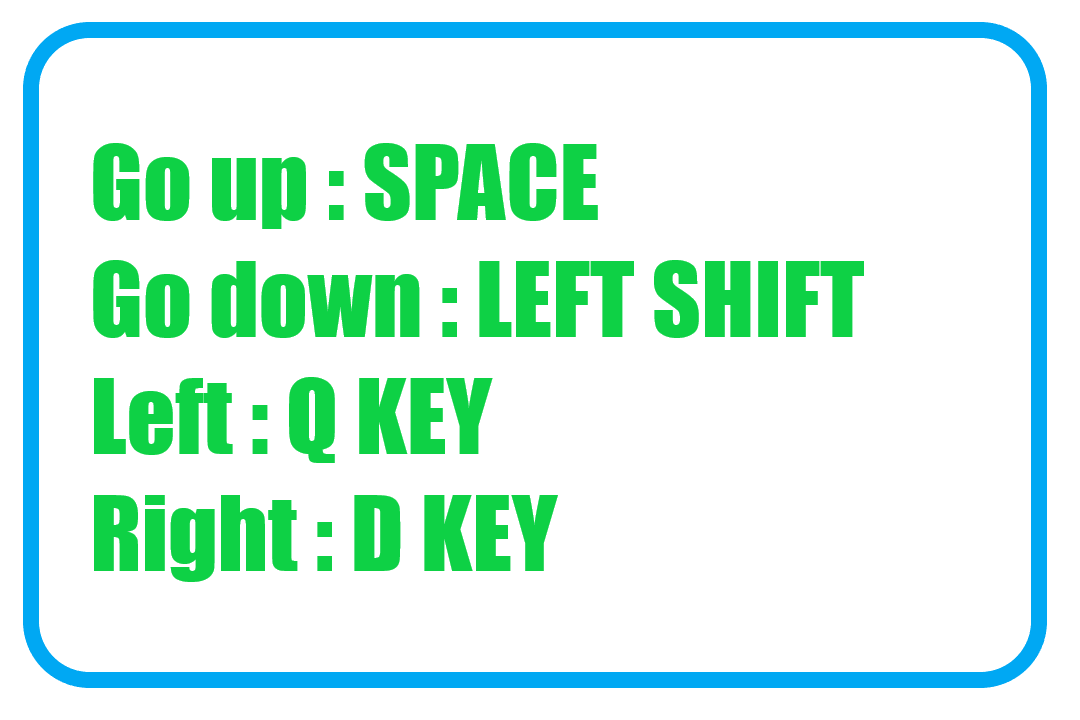 Go up : SPACE
Go down : LEFT SHIFT
Left : Q KEY
Right : D KEY